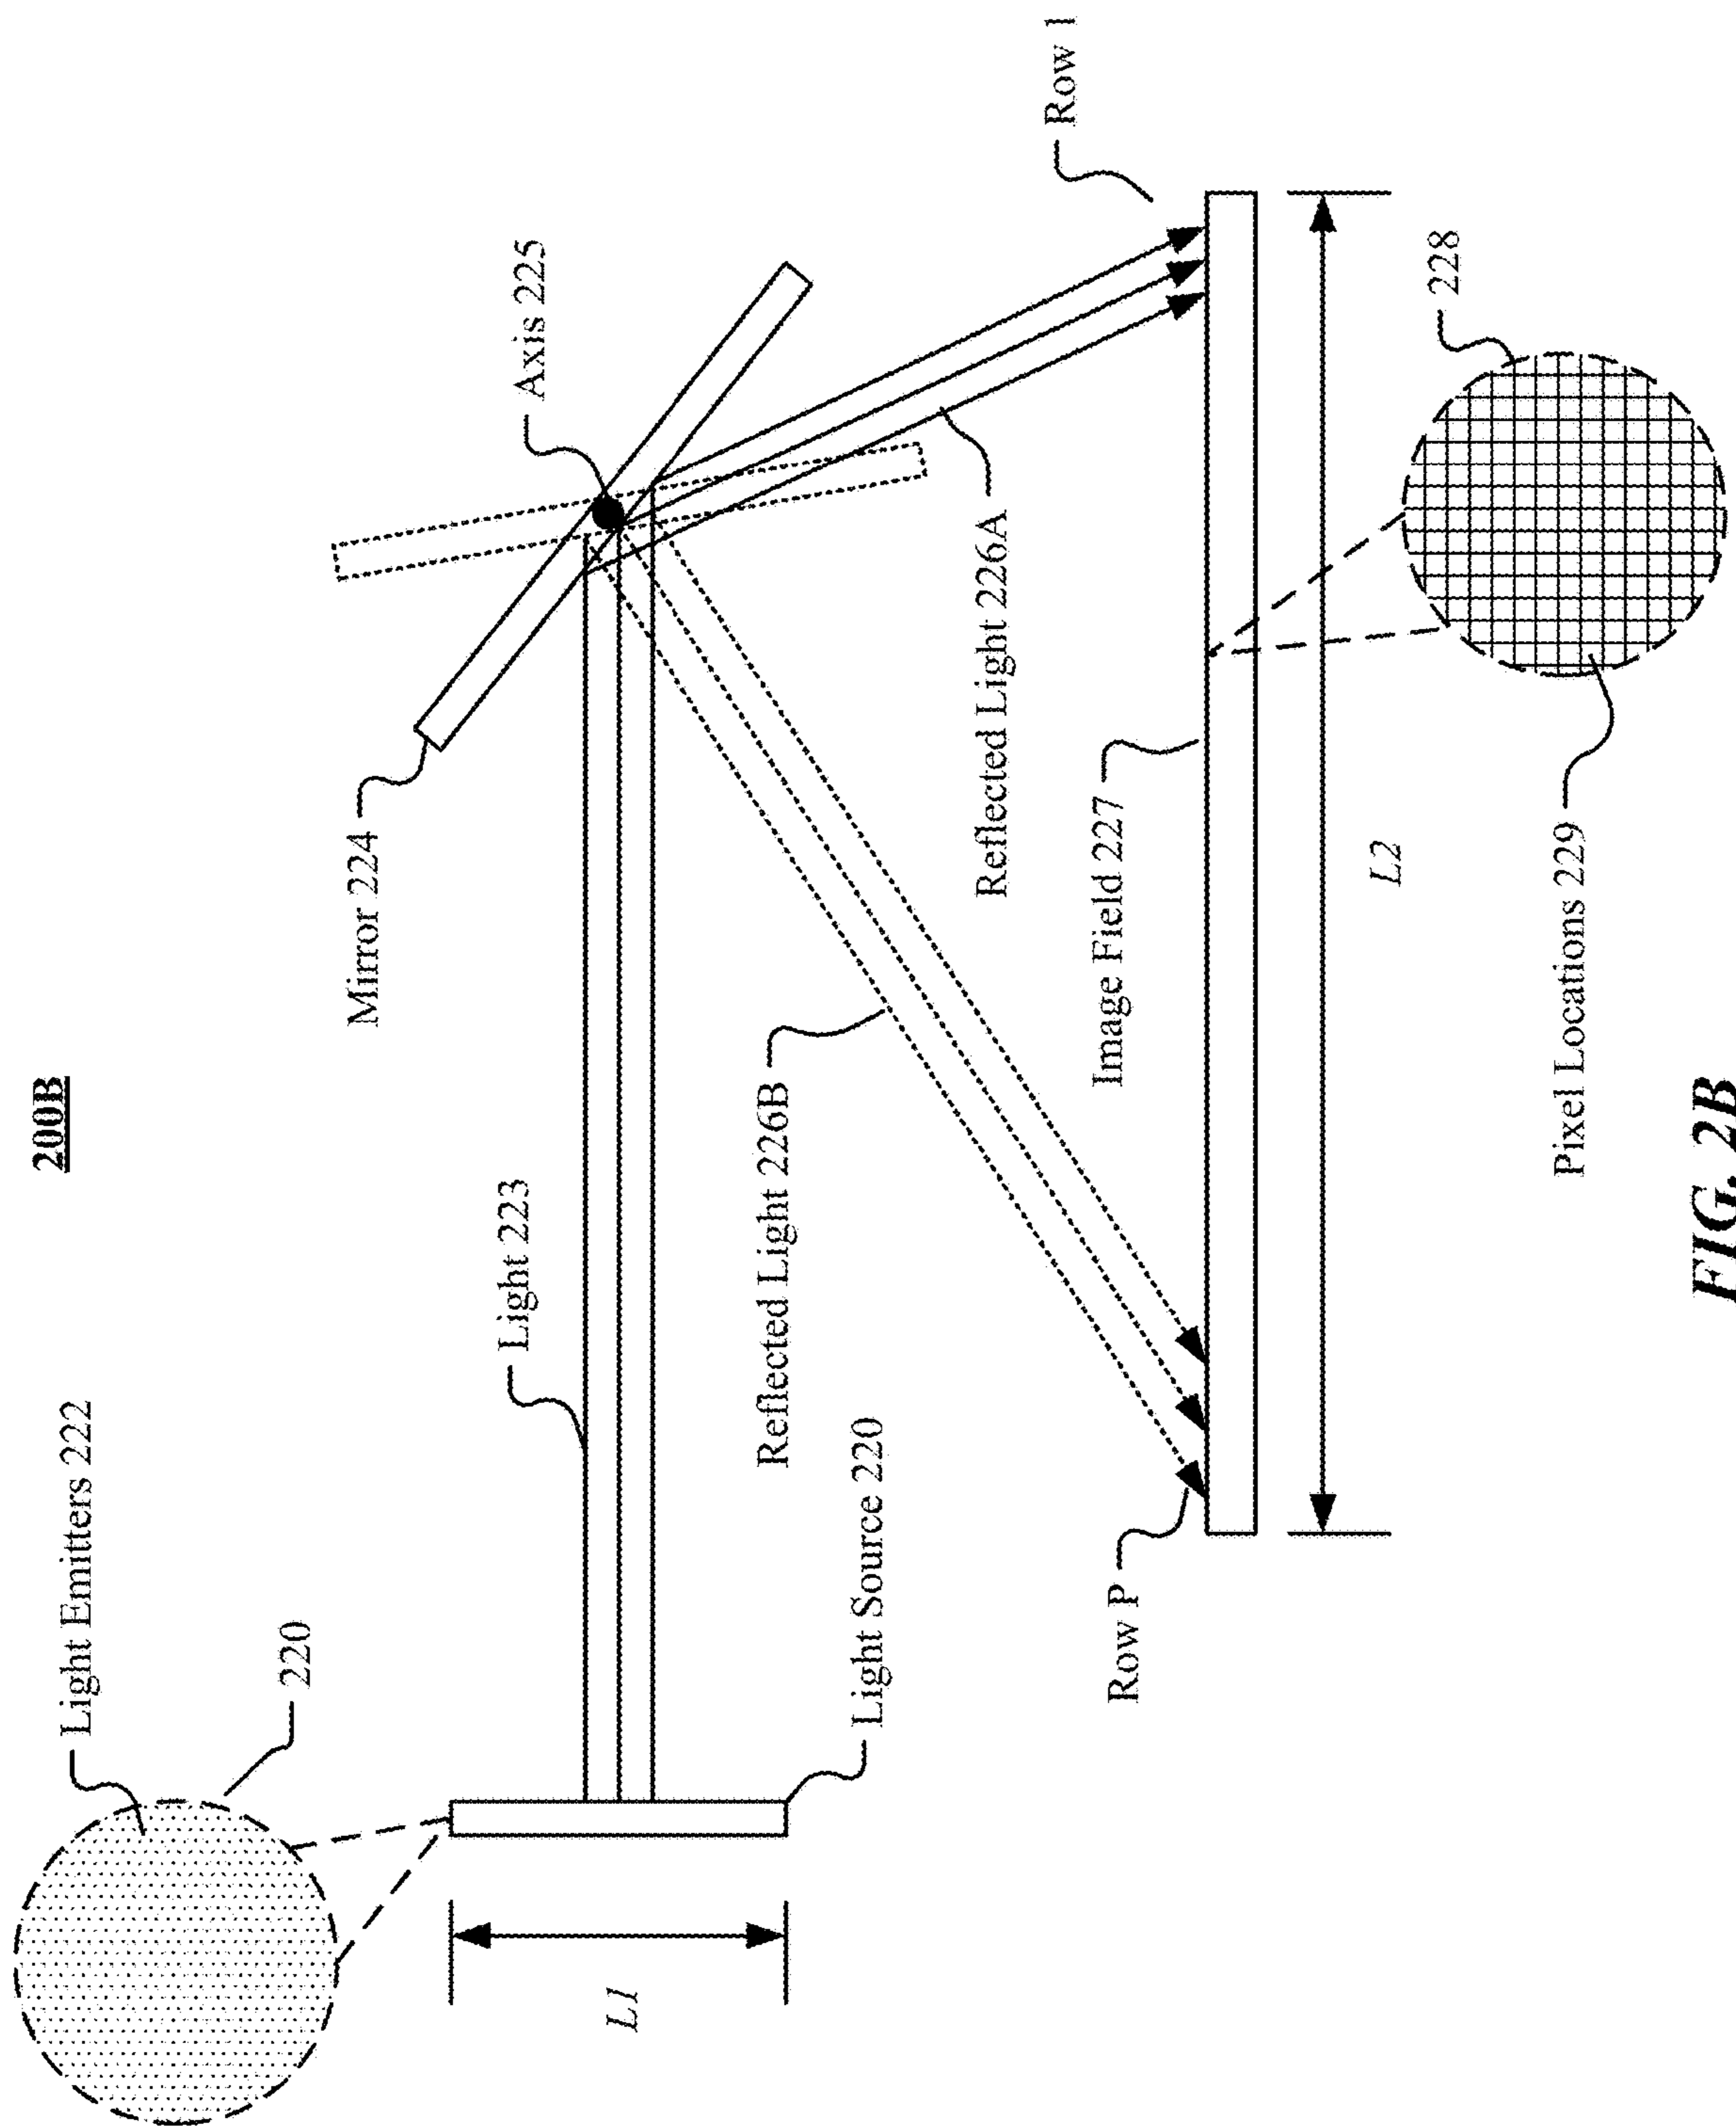 200B
Light Emitters 222
220
Light 223
Mirror 224
Axis 225
L1
Light Source 220
Reflected Light 226B
Reflected Light 226A
Row P
Image Field 227
Row 1
L2
228
Pixel Locations 229
FIG. 2B